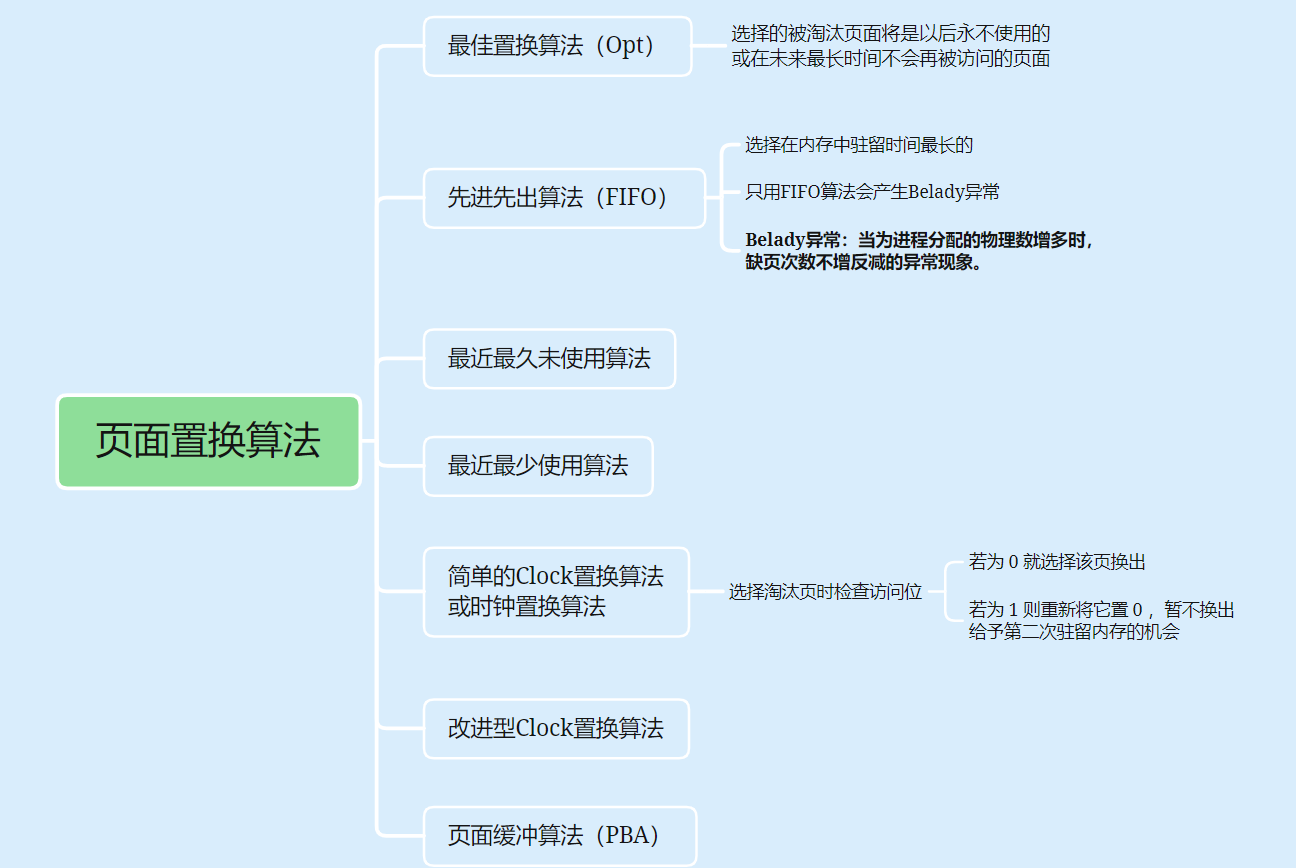 最佳置换算法（Opt）
选择的被淘汰页面将是以后永不使用的
或在未来最长时间不会再被访问的页面
先进先出算法（FIFO）
选择在内存中驻留时间最长的
只用FIFO算法会产生Belady异常
Belady异常：当为进程分配的物理数增多时，
缺页次数不增反减的异常现象。
最近最久未使用算法
页面置换算法
最近最少使用算法
简单的Clock置换算法
或时钟置换算法
选择淘汰页时检查访问位
若为 0 就选择该页换出
若为 1 则重新将它置 0 ，暂不换出
给予第二次驻留内存的机会
改进型Clock置换算法
页面缓冲算法（PBA）